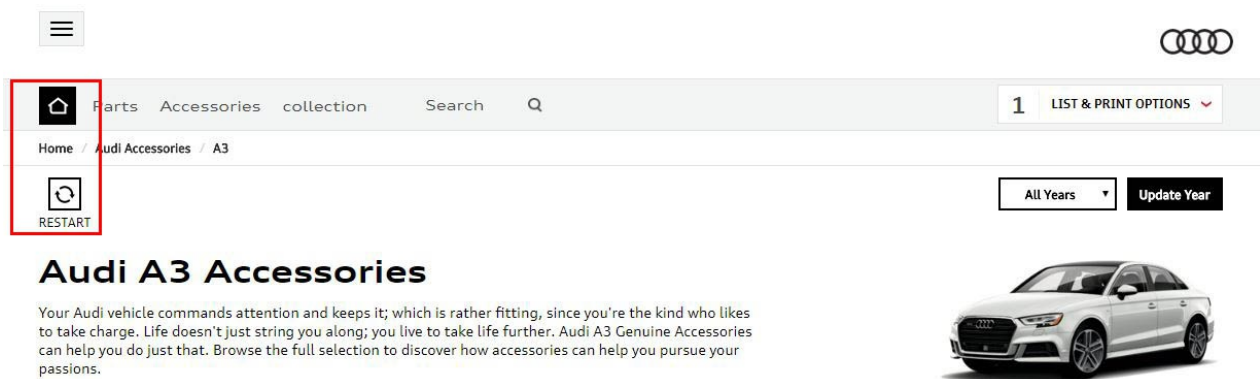 Parts Accessories collection Search 1 LIST & PRINT OPTIONS
Home / Audi Accessories / A3
All Years Update Year
RESTART
Audi A3 Accessories
Your Audi vehicle commands attention and keeps it; which is rather fitting, since you're the kind who likes
to take charge. Life doesn't just string you along; you live to take life further. Audi A3 Genuine Accessories
can help you do just that. Browse the full selection to discover how accessories can help you pursue your
passions.